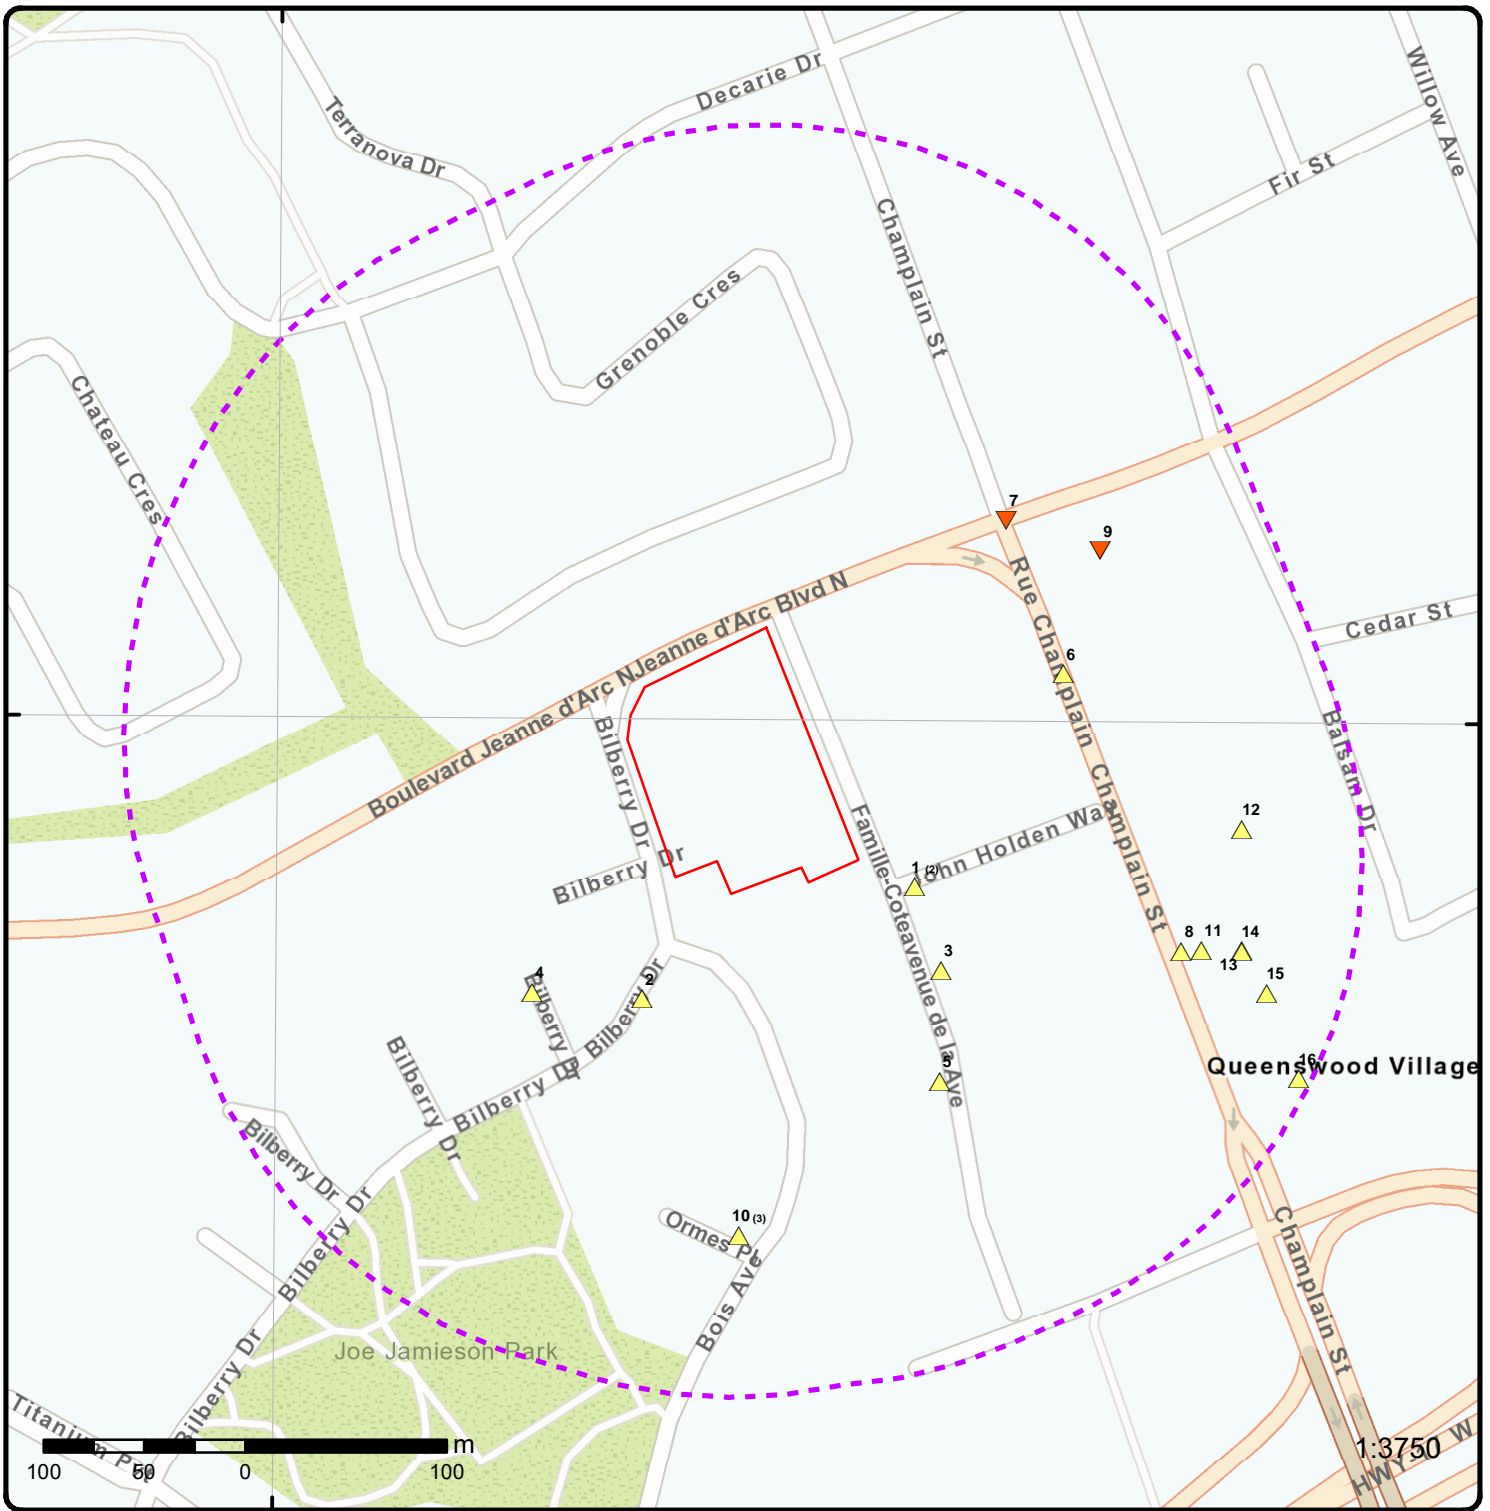 Decarie Dr
Willow Ave
Terranova Dr
Fir St
Champlain St
Grenoble Cres
Chateau Cres
7
9
Rue Champlain
Jeanne d'Arc Blvd N
Cedar St
6
Boulevard Jeanne d'Arc N
Bilberry Dr
Balsam Dr
Champlain St
12
Famille-Coteavenue de la Ave
John Holden Wa
1 (2)
Bilberry Dr
8
11
14
13
3
15
4
2
Bilberry Dr
Bilberry Dr
Bilberry Dr
5
16
Queenswood Village
Bilberry Dr
Bilberry Dr
10 (3)
Ormes Pl
Bilberry Dr
Bois Ave
Champlain St
Joe Jamieson Park
Bilberry Dr
Titanium
m
100
50
0
100
1:3750
HWY-
W